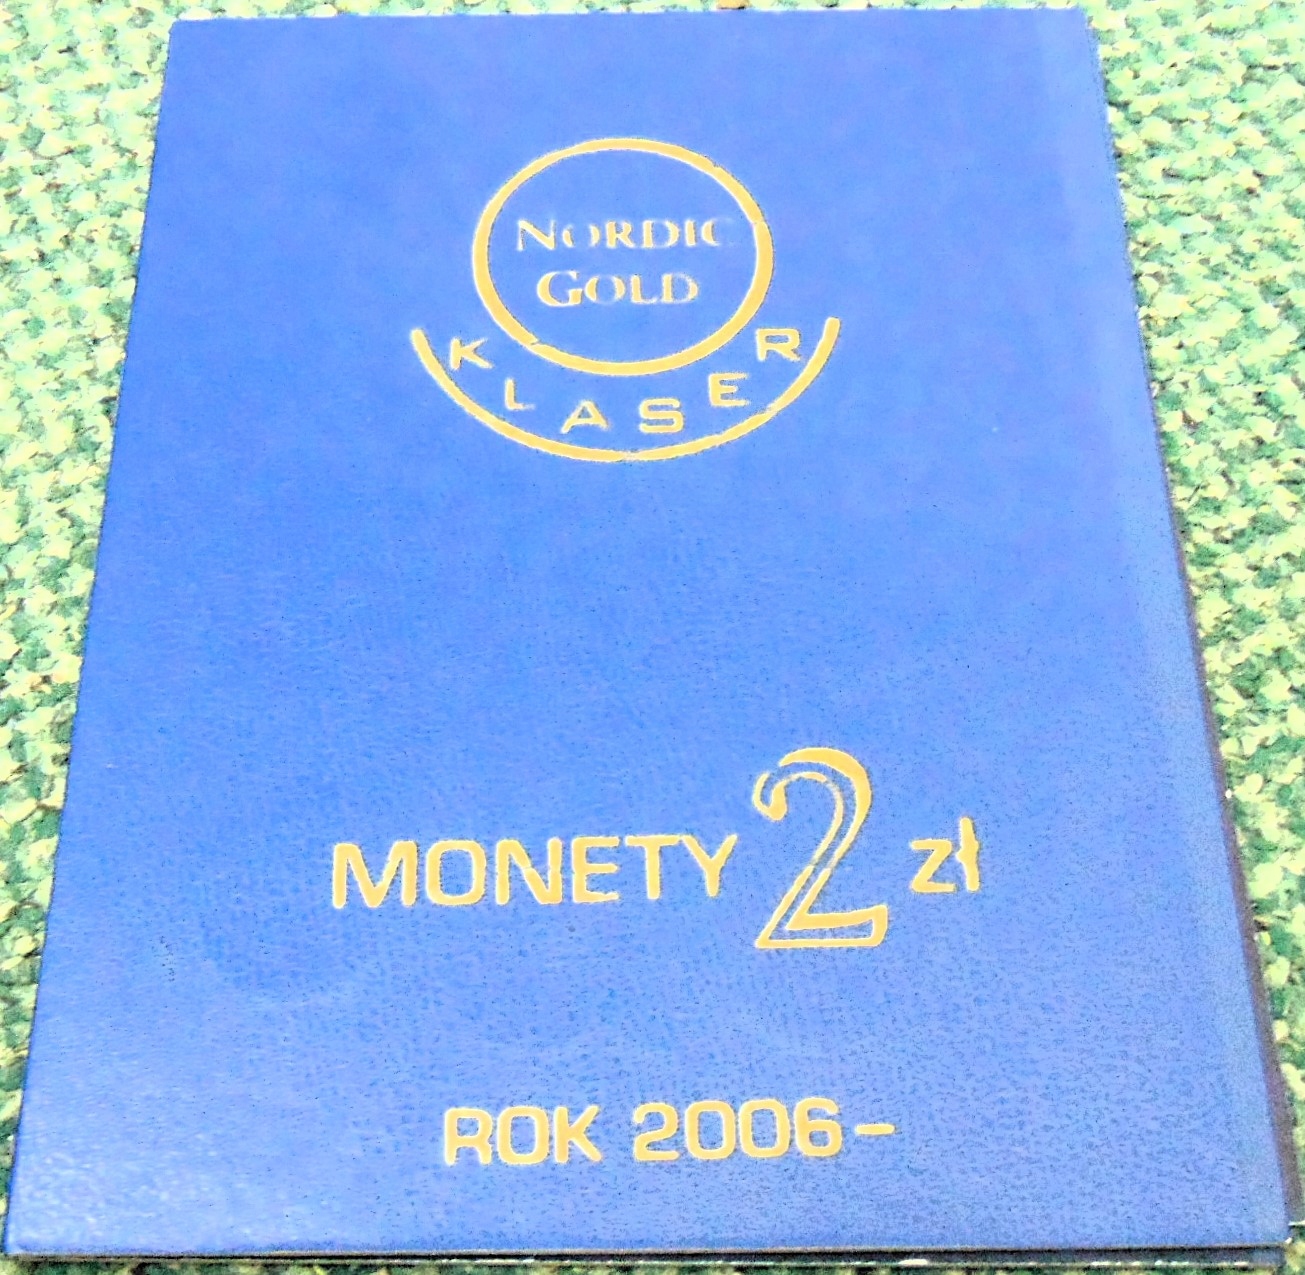 NORDIC
GOLD
KLASER
MONETY 2 zł
ROK 2006-